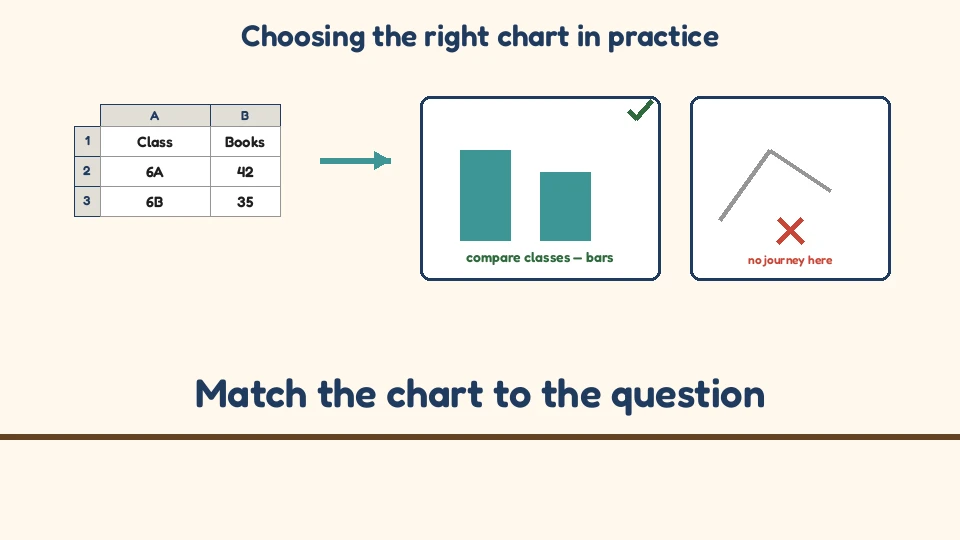 Choosing the right chart in practice
A B
1 Class Books
2 6A 42
3 6B 35
compare classes — bars
no journey here
Match the chart to the question